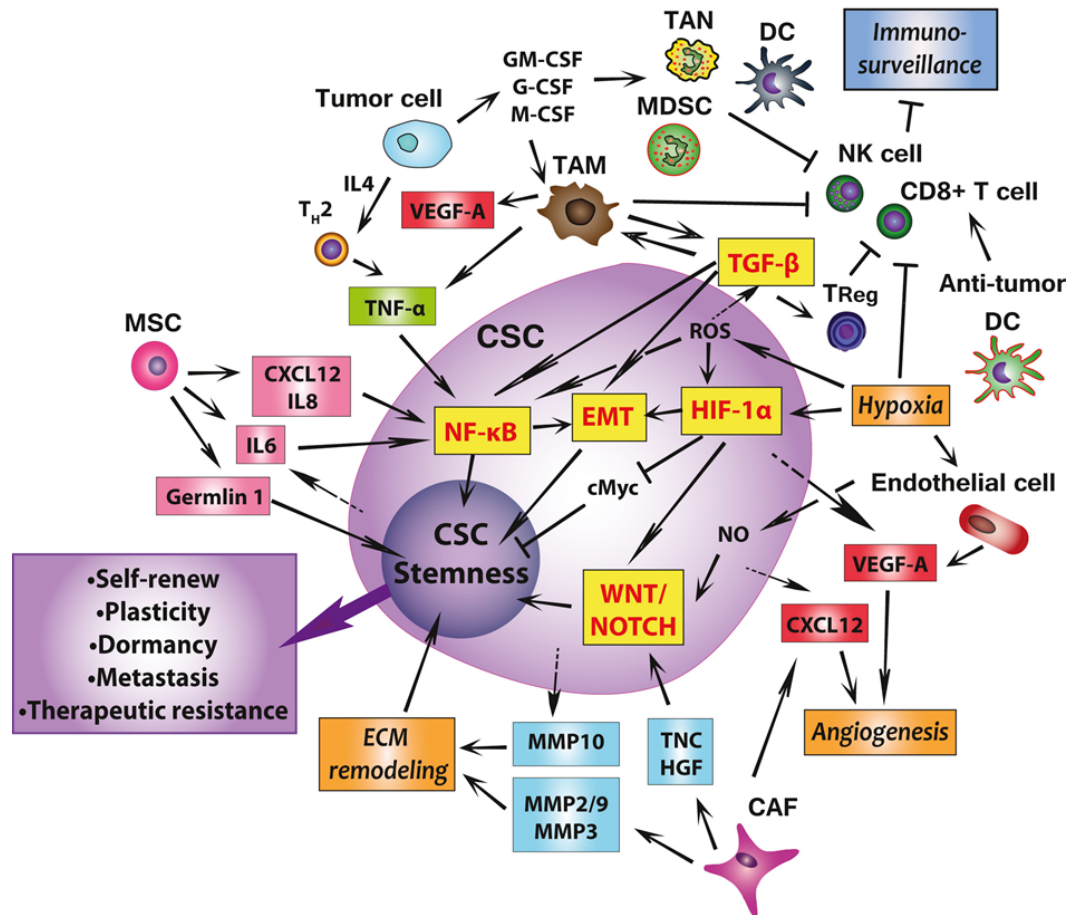 TAN
DC
Immuno-
surveillance
GM-CSF
G-CSF
M-CSF
Tumor cell
MDSC
NK cell
TAM
CD8+ T cell
IL4
VEGF-A
TH2
TGF-β
TReg
Anti-tumor
TNF-α
MSC
CSC
ROS
DC
CXCL12
IL8
Hypoxia
NF-κB
EMT
HIF-1α
IL6
Germlin 1
cMyc
Endothelial cell
NO
CSC
Stemness
VEGF-A
•Self-renew
•Plasticity
•Dormancy
•Metastasis
•Therapeutic resistance
WNT/
NOTCH
CXCL12
ECM
remodeling
MMP10
TNC
HGF
Angiogenesis
MMP2/9
MMP3
CAF